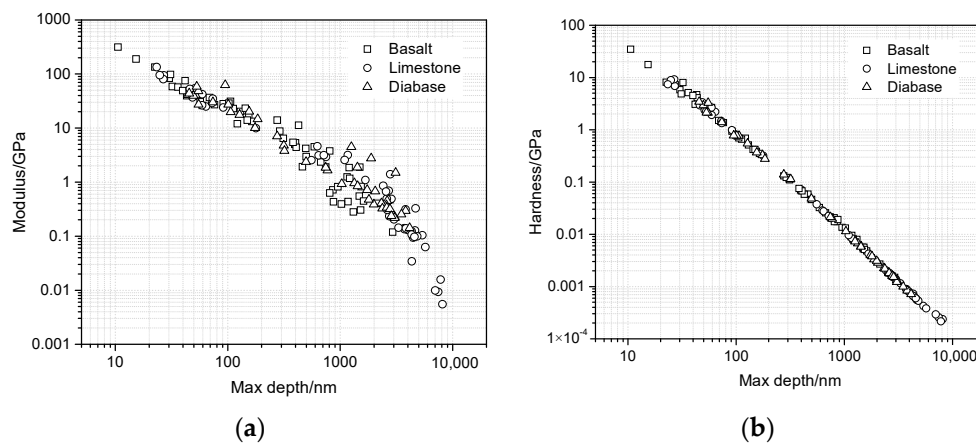 1000
100
10
1
0.1
0.01
0.001
Modulus/GPa
Basalt
Limestone
Diabase
10
100
1000
10,000
Max depth/nm
(a)
100
10
1
0.1
0.01
0.001
1×10⁻⁴
Hardness/GPa
Basalt
Limestone
Diabase
10
100
1000
10,000
Max depth/nm
(b)